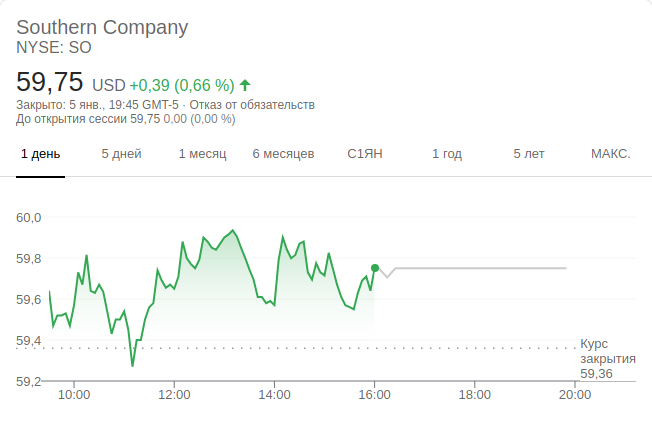 Southern Company
NYSE: SO
59,75 USD +0,39 (0,66 %)
Закрыто: 5 янв., 19:45 GMT-5 · Отказ от обязательств
До открытия сессии 59,75 0,00 (0,00 %)
1 день 5 дней 1 месяц 6 месяцев С1ЯН 1 год 5 лет МАКС.
60,0
59,8
59,6
59,4
Курс
закрытия
59,36
59,2
10:00 12:00 14:00 16:00 18:00 20:00